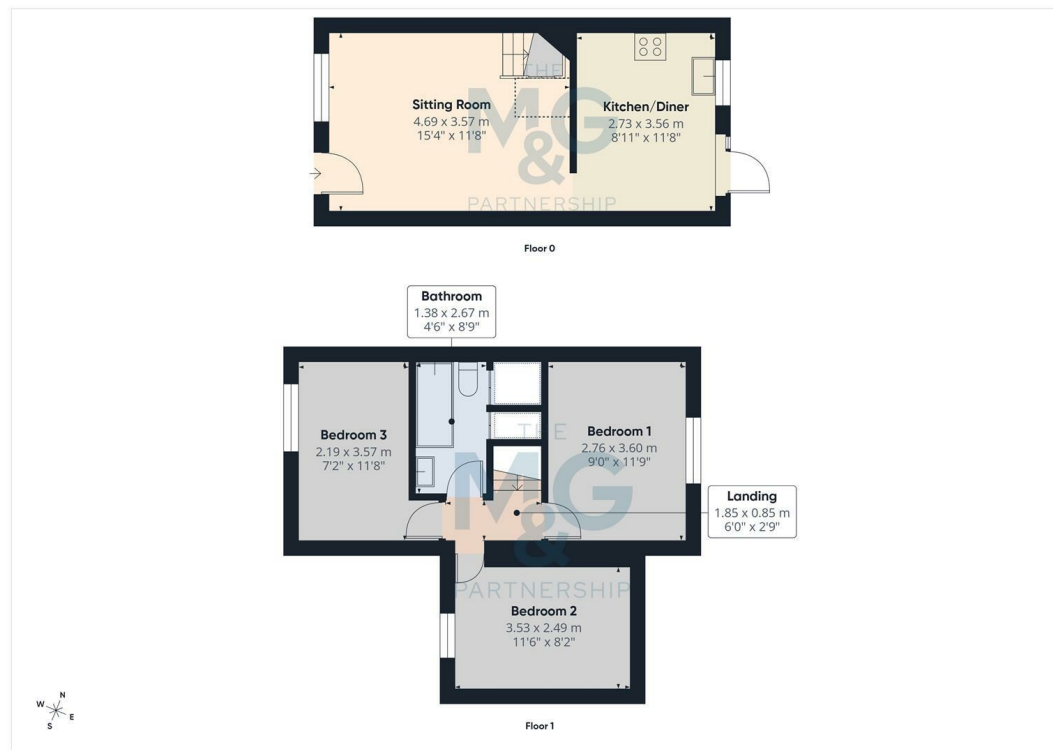 Sitting Room
4.69 x 3.57 m
15'4" x 11'8"
Kitchen/Diner
2.73 x 3.56 m
8'11" x 11'8"
THE
M&G
PARTNERSHIP
Floor 0
Bathroom
1.38 x 2.67 m
4'6" x 8'9"
Bedroom 3
2.19 x 3.57 m
7'2" x 11'8"
Bedroom 1
2.76 x 3.60 m
9'0" x 11'9"
Landing
1.85 x 0.85 m
6'0" x 2'9"
THE
M&G
PARTNERSHIP
Bedroom 2
3.53 x 2.49 m
11'6" x 8'2"
N
W
E
S
Floor 1